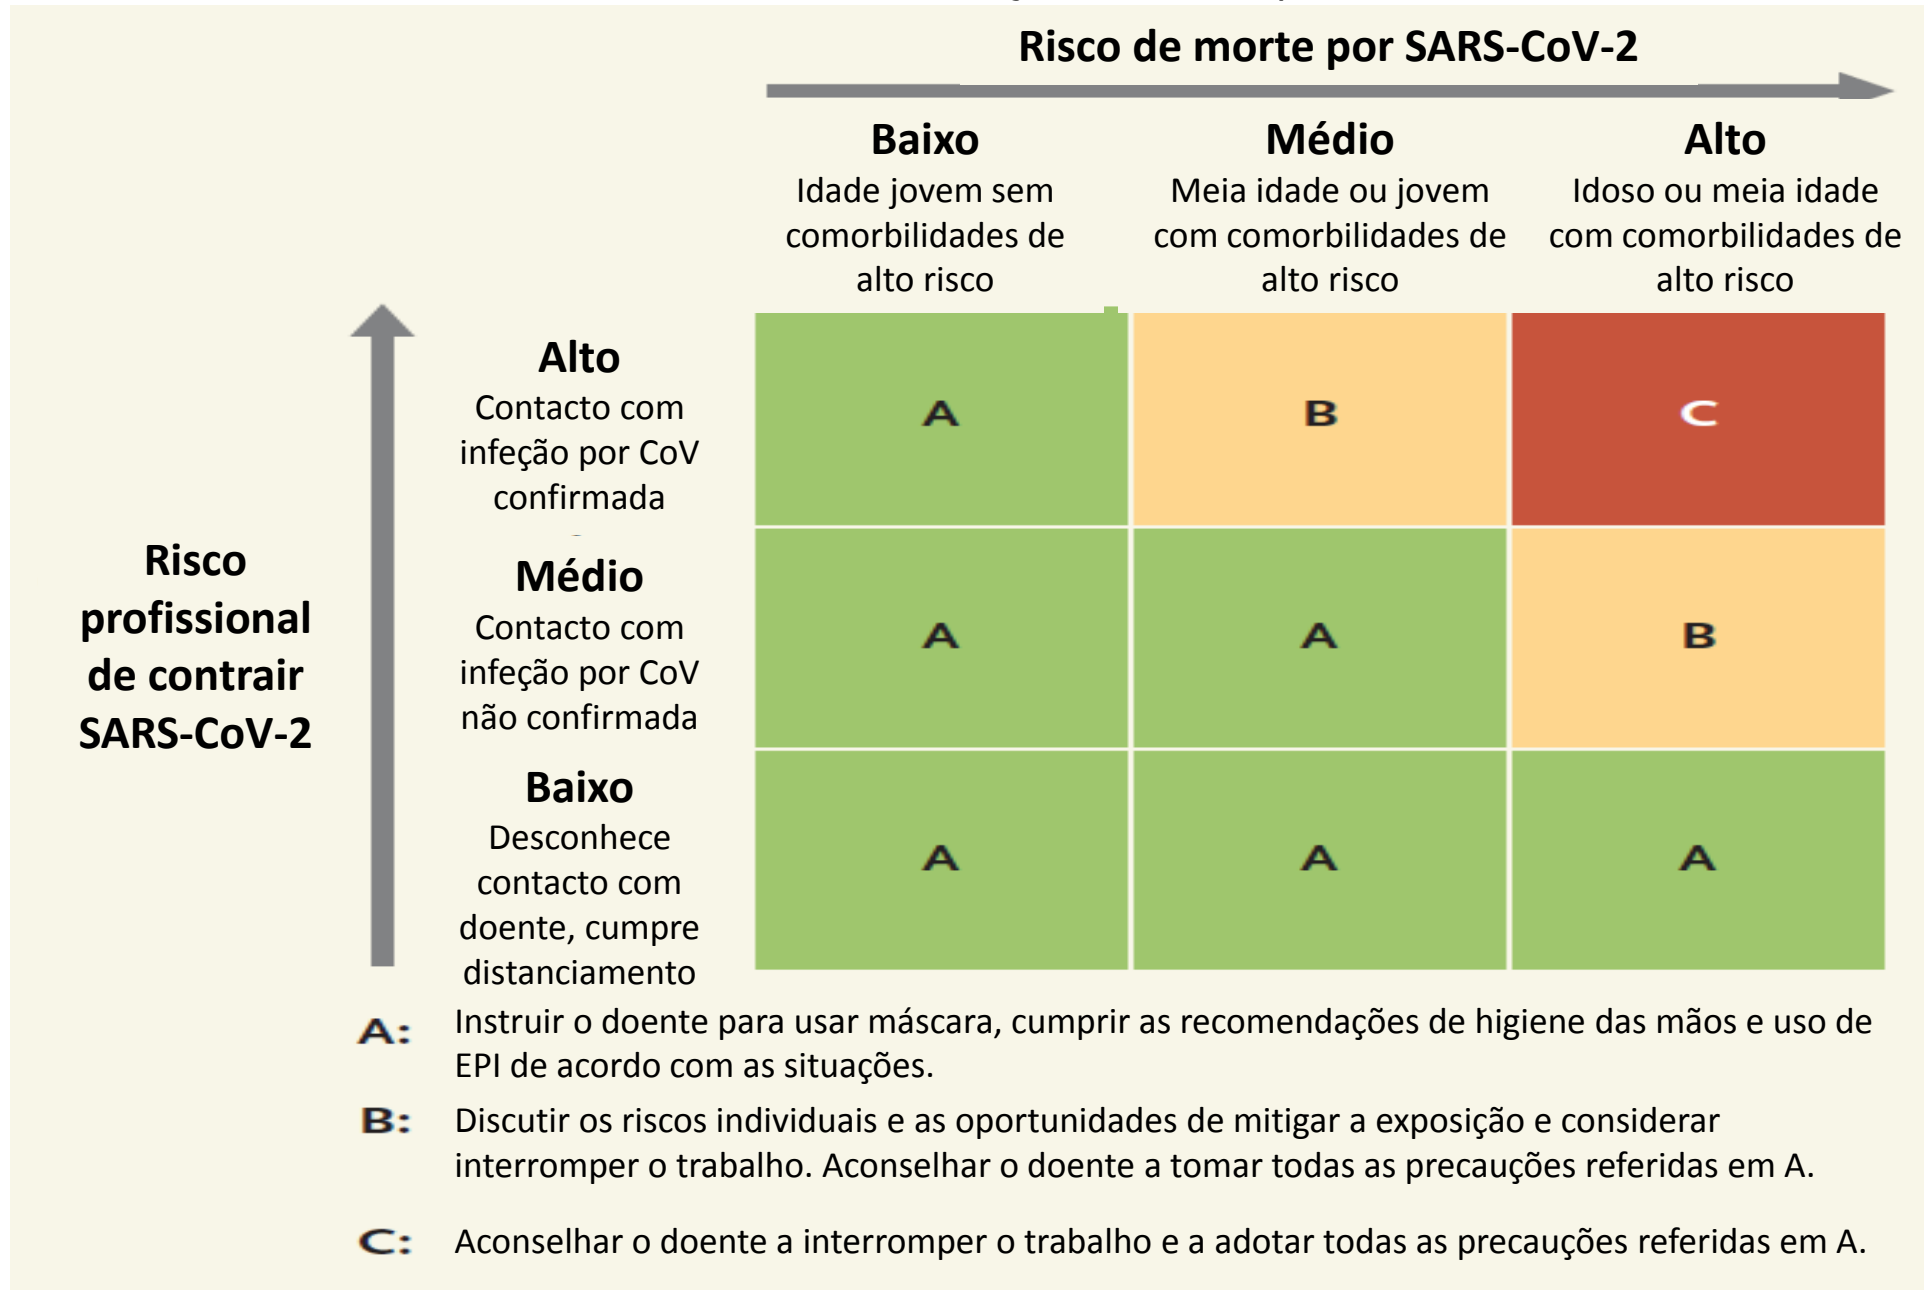 Risco de morte por SARS-CoV-2
Baixo
Idade jovem sem
comorbilidades de
alto risco
Médio
Meia idade ou jovem
com comorbilidades de
alto risco
Alto
Idoso ou meia idade
com comorbilidades de
alto risco
Risco
profissional
de contrair
SARS-CoV-2
Alto
Contacto com
infeção por CoV
confirmada
A
B
C
Médio
Contacto com
infeção por CoV
não confirmada
A
A
B
Baixo
Desconhece
contacto com
doente, cumpre
distanciamento
A
A
A
A: Instruir o doente para usar máscara, cumprir as recomendações de higiene das mãos e uso de
EPI de acordo com as situações.
B: Discutir os riscos individuais e as oportunidades de mitigar a exposição e considerar
interromper o trabalho. Aconselhar o doente a tomar todas as precauções referidas em A.
C: Aconselhar o doente a interromper o trabalho e a adotar todas as precauções referidas em A.